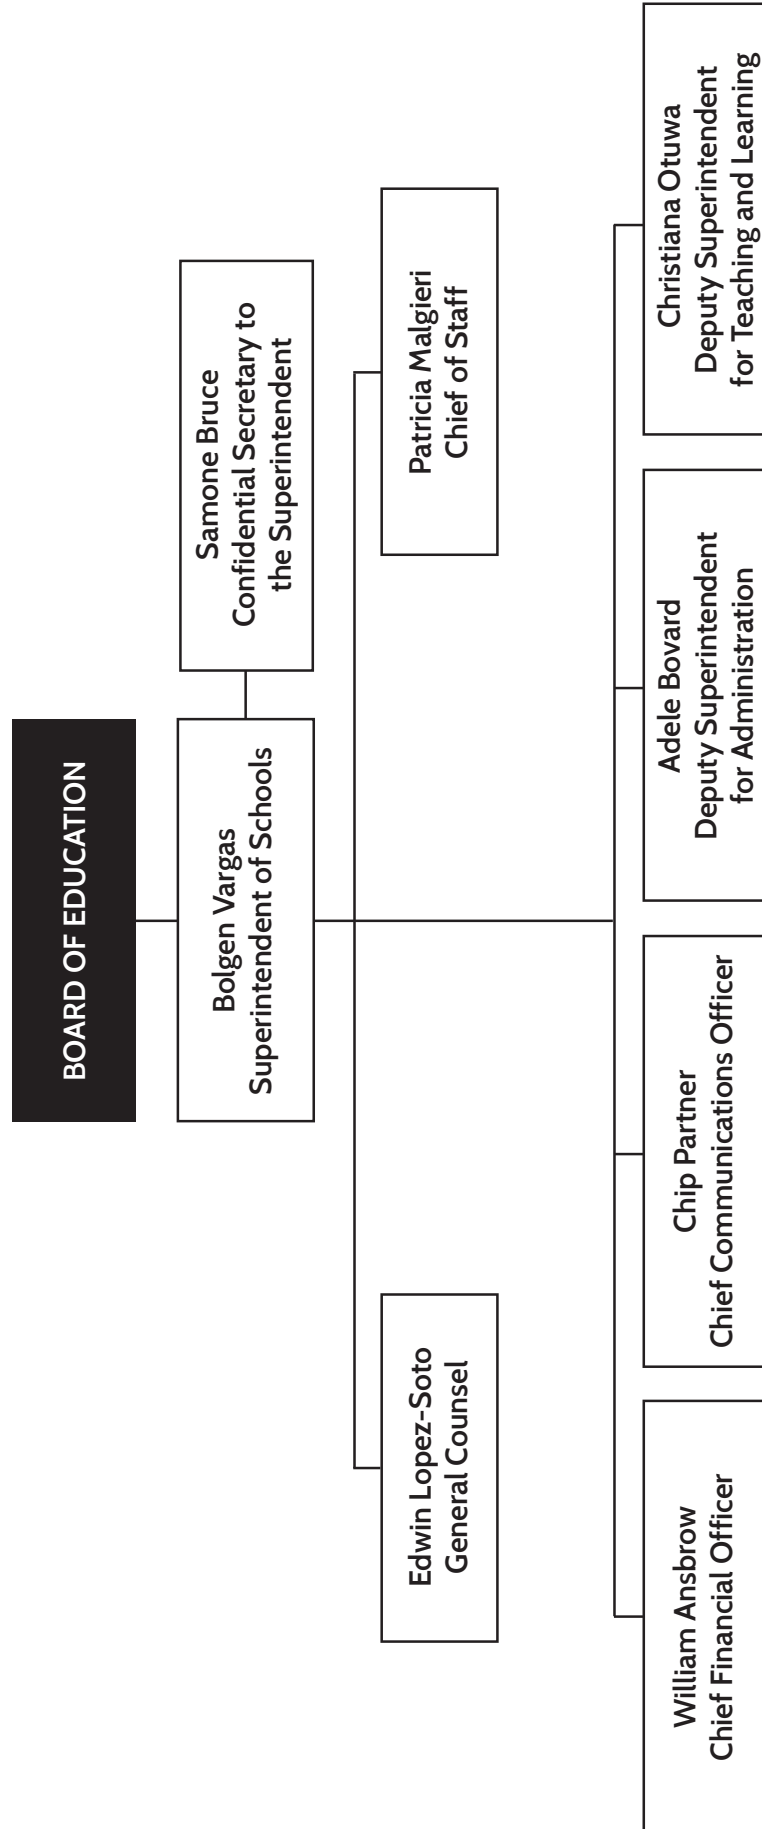 BOARD OF EDUCATION
Bolgen Vargas
Superintendent of Schools
Samone Bruce
Confidential Secretary to
the Superintendent
Edwin Lopez-Soto
General Counsel
Patricia Malgieri
Chief of Staff
William Ansbrow
Chief Financial Officer
Chip Partner
Chief Communications Officer
Adele Bovard
Deputy Superintendent
for Administration
Christiana Otuwa
Deputy Superintendent
for Teaching and Learning